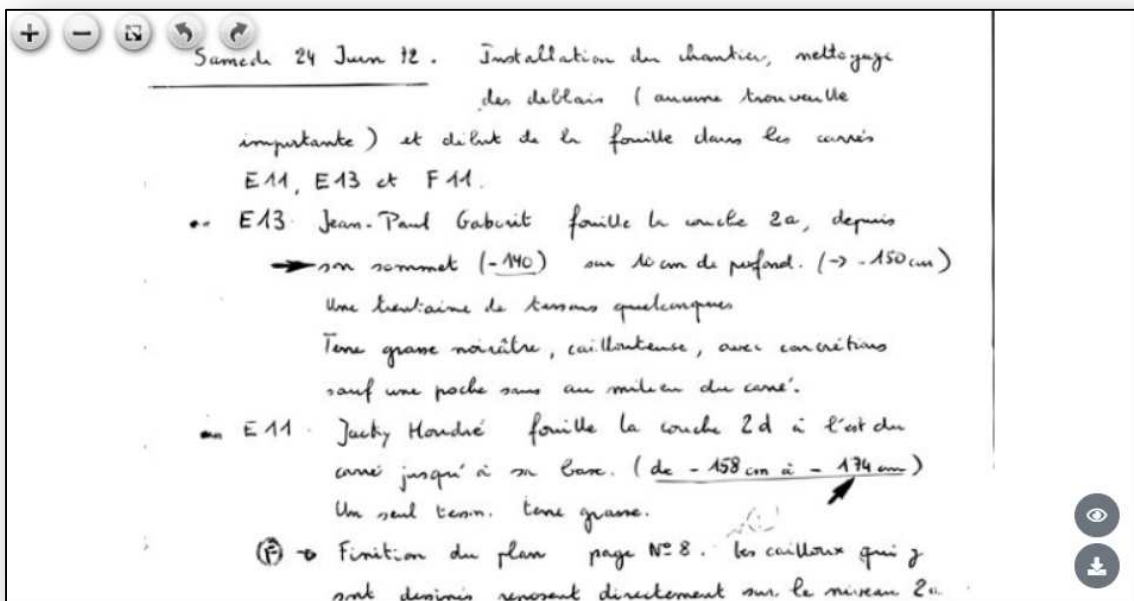 Samedi 24 Juin 72. Installation du chantier, nettoyage
des deblais (aucune trouvaille
importante) et début de la fouille dans les carrés
E11, E13 et F11.
E13. Jean-Paul Gaborit fouille la couche 2a, depuis
son sommet (-140) sur 10 cm de profond. (→ -150 cm)
Une trentaine de tessons quelconques
Terre grasse noirâtre, caillouteuse, avec concrétions
sauf une poche sans au milieu du carré.
E11. Jacky Houdré fouille la couche 2d à l'est du
carré jusqu'à sa base. (de -158 cm à -174 cm)
Un seul tesson. terre grasse.
(F) → Finition du plan page N° 8. les cailloux qui y
sont dessinés reposent directement sur le niveau